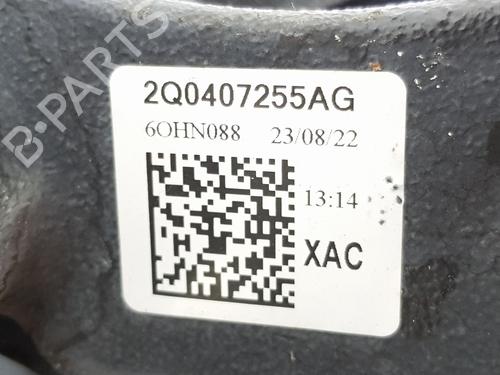 B-PARTS
2Q0407255AG
6OHN088 23/08/22
13:14
XAC